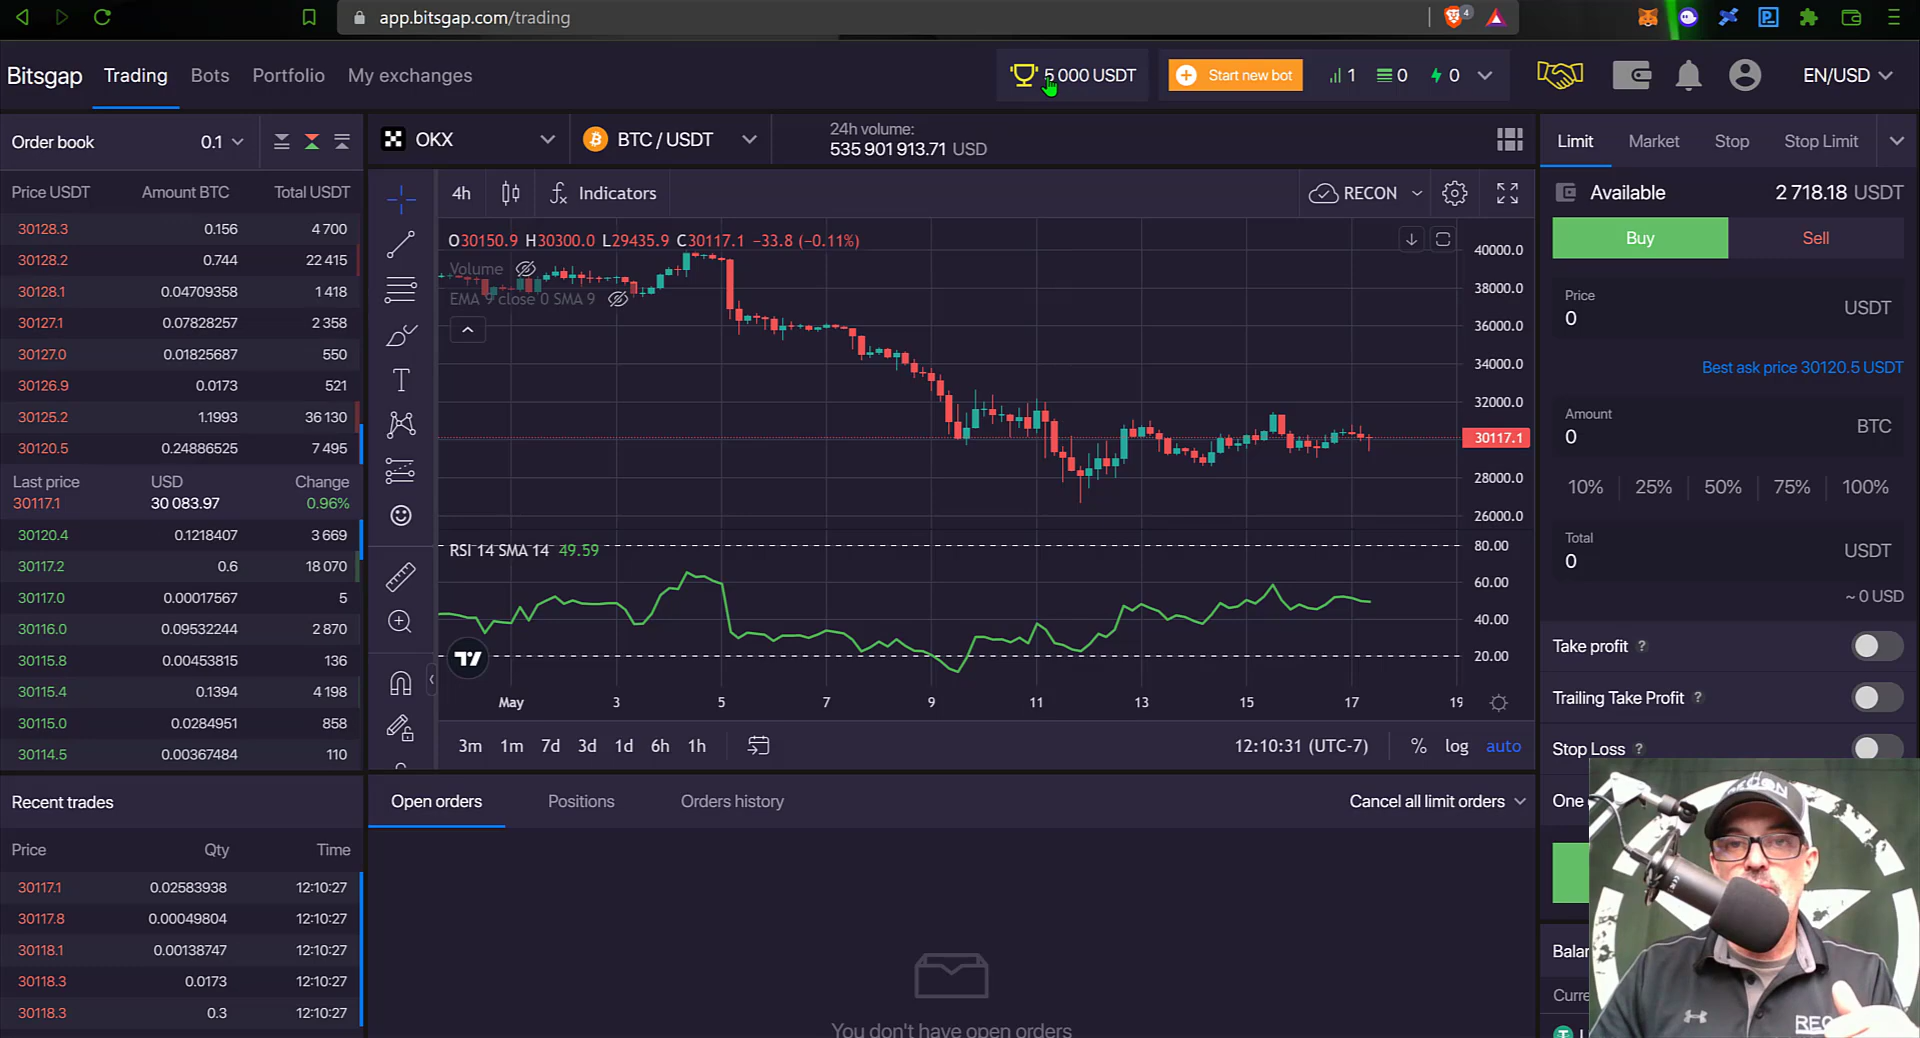 app.bitsgap.com/trading
4
Bitsgap
Trading
Bots
Portfolio
My exchanges
5 000 USDT
Start new bot
1
0
0
EN/USD
Order book
0.1
OKX
BTC / USDT
24h volume:
535 901 913.71 USD
Limit
Market
Stop
Stop Limit
Price USDT Amount BTC Total USDT
30128.3 0.156 4 700
30128.2 0.744 22 415
30128.1 0.04709358 1 418
30127.1 0.07828257 2 358
30127.0 0.01825687 550
30126.9 0.0173 521
30125.2 1.1993 36 130
30120.5 0.24886525 7 495
Last price USD Change
30117.1 30 083.97 0.96%
30120.4 0.1218407 3 669
30117.2 0.6 18 070
30117.0 0.00017567 5
30116.0 0.09532244 2 870
30115.8 0.00453815 136
30115.4 0.1394 4 198
30115.0 0.0284951 858
30114.5 0.00367484 110
Recent trades
Price Qty Time
30117.1 0.02583938 12:10:27
30117.8 0.00049804 12:10:27
30118.1 0.00138747 12:10:27
30118.3 0.0173 12:10:27
30118.3 0.3 12:10:27
4h
Indicators
RECON
O30150.9 H30300.0 L29435.9 C30117.1 −33.8 (−0.11%)
Volume
EMA 9 close 0 SMA 9
40000.0
38000.0
36000.0
34000.0
32000.0
30117.1
28000.0
26000.0
RSI 14 SMA 14 49.59
80.00
60.00
40.00
20.00
May 3 5 7 9 11 13 15 17 19
3m 1m 7d 3d 1d 6h 1h
12:10:31 (UTC-7)
% log auto
Open orders
Positions
Orders history
Cancel all limit orders
You don't have open orders
Available 2 718.18 USDT
Buy
Sell
Price
0 USDT
Best ask price 30120.5 USDT
Amount
0 BTC
10% 25% 50% 75% 100%
Total
0 USDT
~ 0 USD
Take profit ?
Trailing Take Profit ?
Stop Loss ?
One
Balan
Curre